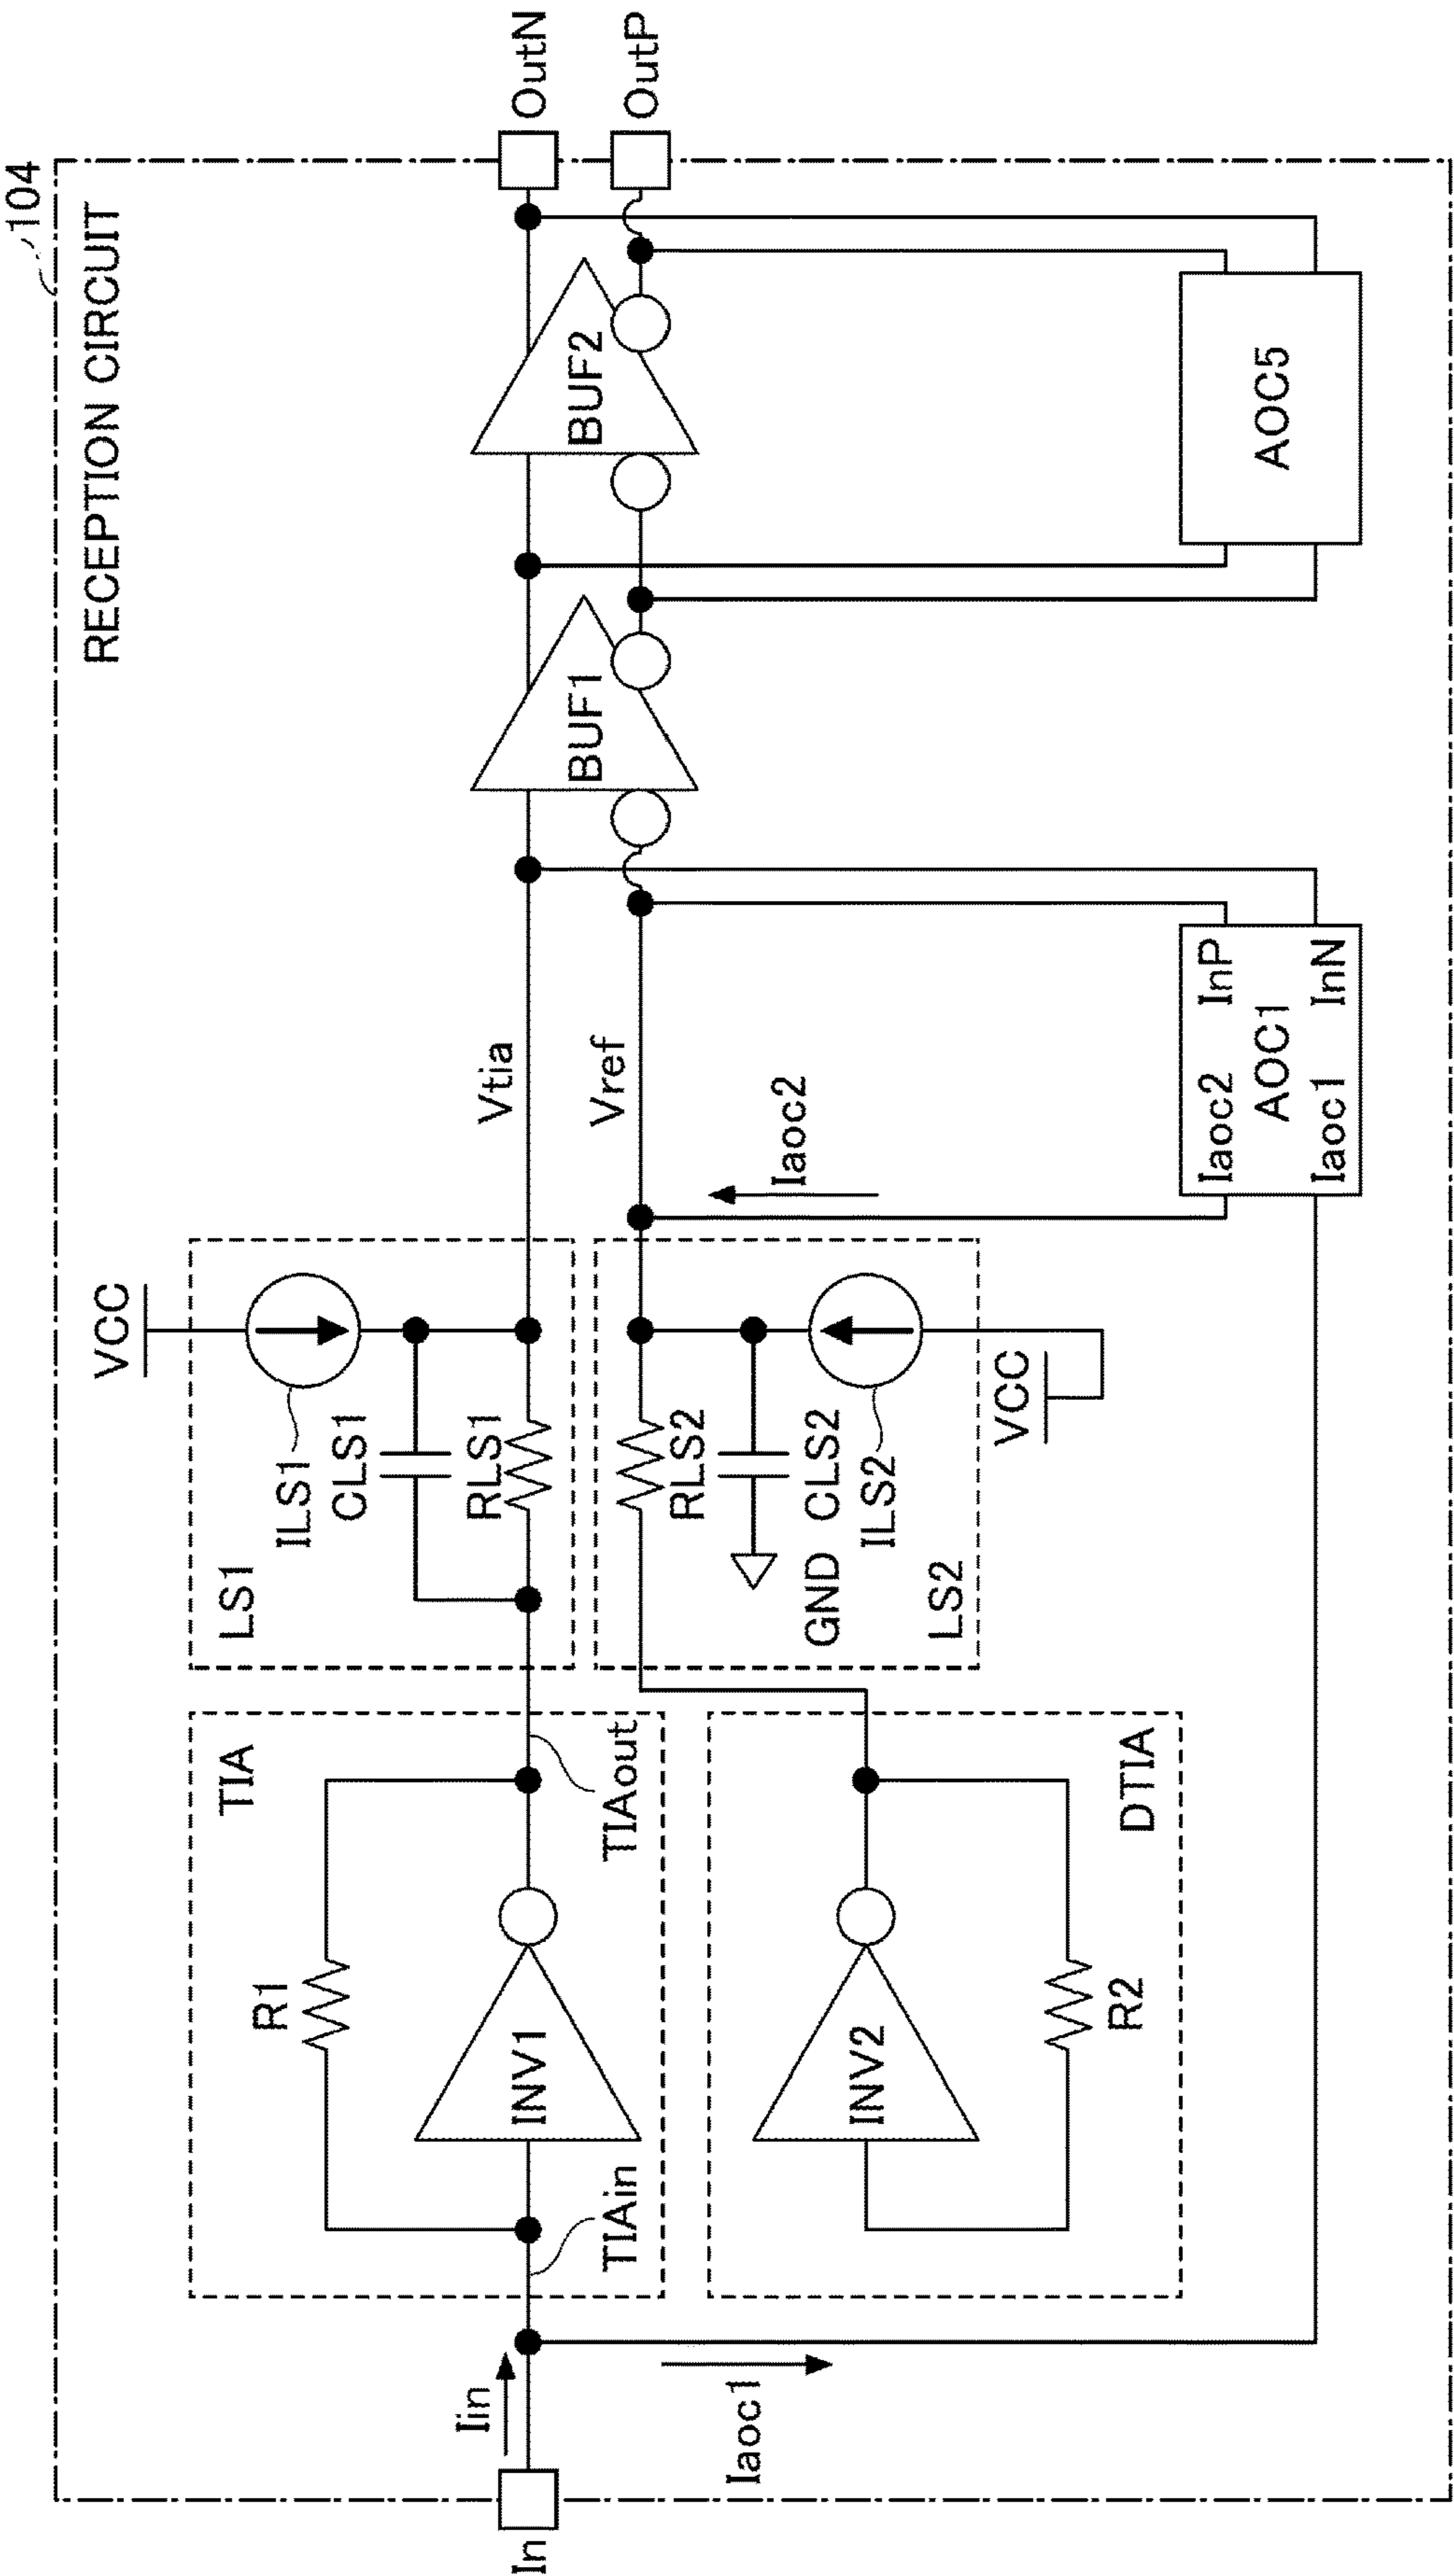 104
RECEPTION CIRCUIT
VCC
ILS1
CLS1
RLS1
LS1
Vtia
BUF1
BUF2
OutN
OutP
TIA
R1
INV1
TIAin
TIAout
Iin
In
Iaoc1
Vref
RLS2
GND CLS2
ILS2
LS2
VCC
Iaoc2
DTIA
INV2
R2
Iaoc2 InP
AOC1
Iaoc1 InN
AOC5